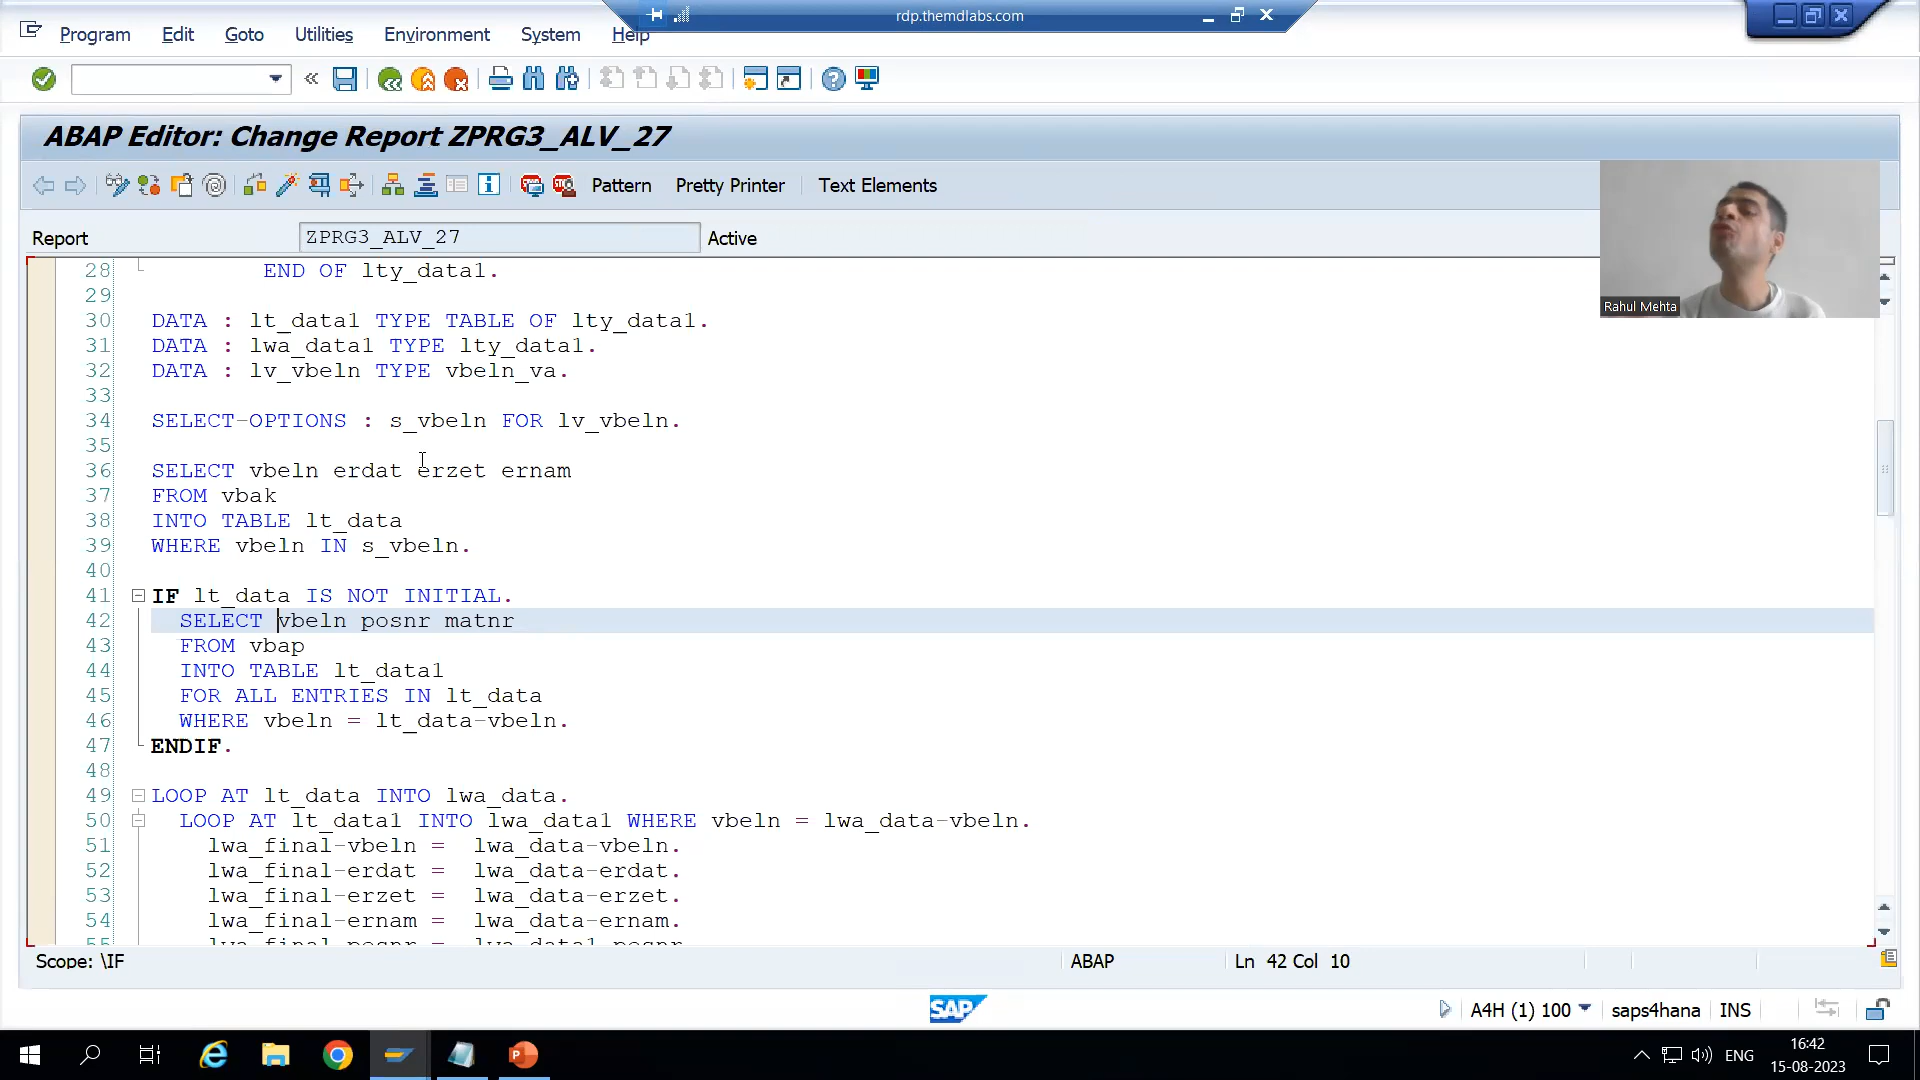 rdp.themdlabs.com
Program Edit Goto Utilities Environment System Help
ABAP Editor: Change Report ZPRG3_ALV_27
Pattern Pretty Printer Text Elements
Report ZPRG3_ALV_27 Active
Rahul Mehta
28 END OF lty_data1.
29
30 DATA : lt_data1 TYPE TABLE OF lty_data1.
31 DATA : lwa_data1 TYPE lty_data1.
32 DATA : lv_vbeln TYPE vbeln_va.
33
34 SELECT-OPTIONS : s_vbeln FOR lv_vbeln.
35
36 SELECT vbeln erdat erzet ernam
37 FROM vbak
38 INTO TABLE lt_data
39 WHERE vbeln IN s_vbeln.
40
41 IF lt_data IS NOT INITIAL.
42 SELECT vbeln posnr matnr
43 FROM vbap
44 INTO TABLE lt_data1
45 FOR ALL ENTRIES IN lt_data
46 WHERE vbeln = lt_data-vbeln.
47 ENDIF.
48
49 LOOP AT lt_data INTO lwa_data.
50 LOOP AT lt_data1 INTO lwa_data1 WHERE vbeln = lwa_data-vbeln.
51 lwa_final-vbeln = lwa_data-vbeln.
52 lwa_final-erdat = lwa_data-erdat.
53 lwa_final-erzet = lwa_data-erzet.
54 lwa_final-ernam = lwa_data-ernam.
55 lwa_final-posnr = lwa_data1-posnr
Scope: \IF ABAP Ln 42 Col 10
SAP
A4H (1) 100 saps4hana INS
ENG
16:42
15-08-2023